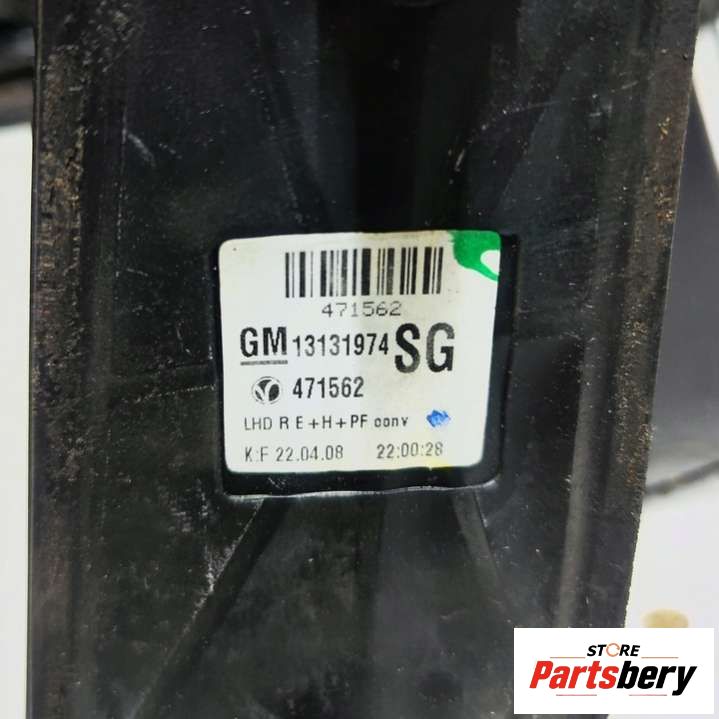 471562
GM 13131974 SG
471562
LHD R E+H+PF conv
K:F 22.04.08 22:00:28
STORE
Partsbery